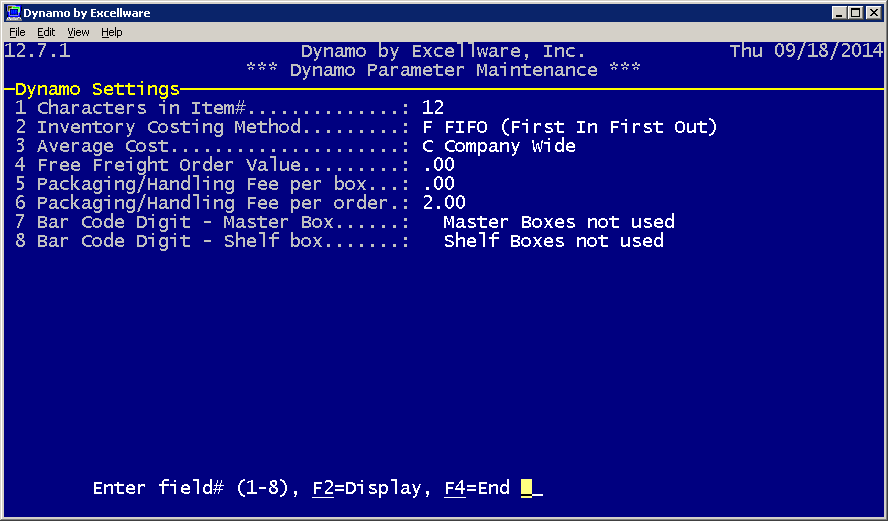 Dynamo by Excellware
File Edit View Help
12.7.1 Dynamo by Excellware, Inc. Thu 09/18/2014
*** Dynamo Parameter Maintenance ***
Dynamo Settings
1 Characters in Item#..............: 12
2 Inventory Costing Method.........: F FIFO (First In First Out)
3 Average Cost.....................: C Company Wide
4 Free Freight Order Value.........: .00
5 Packaging/Handling Fee per box...: .00
6 Packaging/Handling Fee per order.: 2.00
7 Bar Code Digit - Master Box......: Master Boxes not used
8 Bar Code Digit - Shelf box.......: Shelf Boxes not used
Enter field# (1-8), F2=Display, F4=End